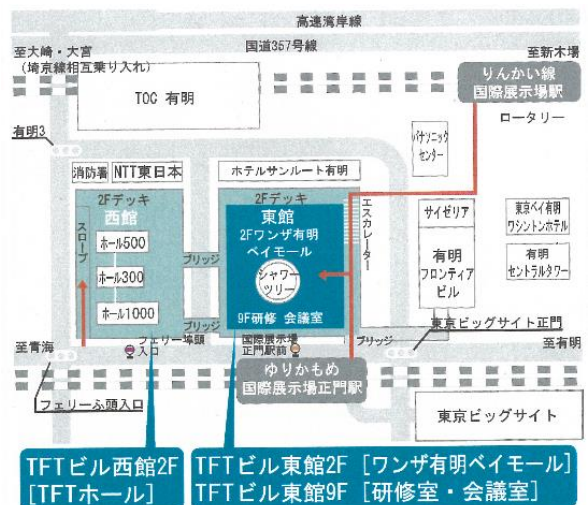 高速湾岸線
国道357号線
至大崎・大宮
(埼京線相互乗り入れ)
至新木場
りんかい線
国際展示場駅
TOC 有明
ロータリー
有明3
パナソニック
センター
消防署
NTT東日本
ホテルサンルート有明
2Fデッキ
西館
スロープ
ホール500
ホール300
ホール1000
ブリッジ
ブリッジ
2Fデッキ
東館
2Fワンザ有明
ベイモール
シャワー
ツリー
9F研修 会議室
エスカレーター
サイゼリア
有明
フロンティア
ビル
東京ベイ有明
ワシントンホテル
有明
セントラルタワー
フェリー埠頭
入口
国際展示場
正門駅前
ブリッジ
東京ビッグサイト正門
至青海
至有明
ゆりかもめ
国際展示場正門駅
フェリーふ頭入口
東京ビッグサイト
TFTビル西館2F
[TFTホール]
TFTビル東館2F [ワンザ有明ベイモール]
TFTビル東館9F [研修室・会議室]